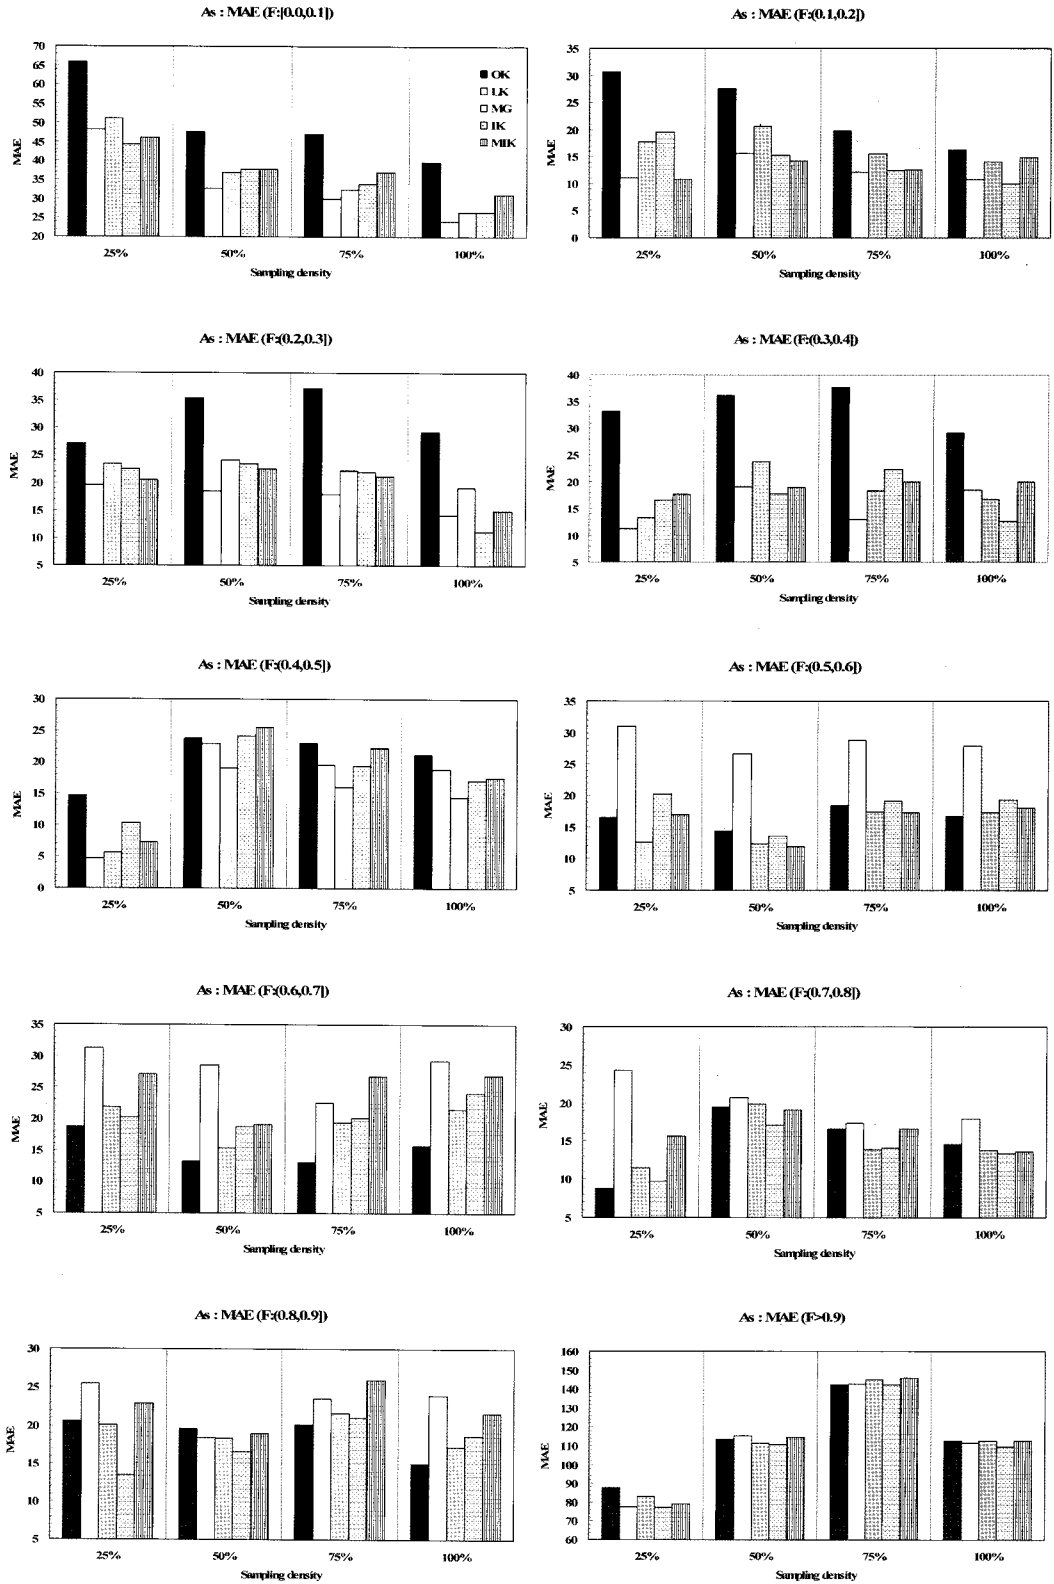 As : MAE (F:[0.0,0.1])
70
65
60
55
50
45
40
35
30
25
20
MAE
OK
LK
MG
IK
MIK
25% 50% 75% 100%
Sampling density
As : MAE (F:(0.1,0.2])
35
30
25
20
15
10
5
0
MAE
25% 50% 75% 100%
Sampling density
As : MAE (F:(0.2,0.3])
40
35
30
25
20
15
10
5
MAE
25% 50% 75% 100%
Sampling density
As : MAE (F:(0.3,0.4])
40
35
30
25
20
15
10
5
MAE
25% 50% 75% 100%
Sampling density
As : MAE (F:(0.4,0.5])
30
25
20
15
10
5
0
MAE
25% 50% 75% 100%
Sampling density
As : MAE (F:(0.5,0.6])
35
30
25
20
15
10
5
MAE
25% 50% 75% 100%
Sampling density
As : MAE (F:(0.6,0.7])
35
30
25
20
15
10
5
MAE
25% 50% 75% 100%
Sampling density
As : MAE (F:(0.7,0.8])
30
25
20
15
10
5
MAE
25% 50% 75% 100%
Sampling density
As : MAE (F:(0.8,0.9])
30
25
20
15
10
5
MAE
25% 50% 75% 100%
Sampling density
As : MAE (F>0.9)
160
150
140
130
120
110
100
90
80
70
60
MAE
25% 50% 75% 100%
Sampling density